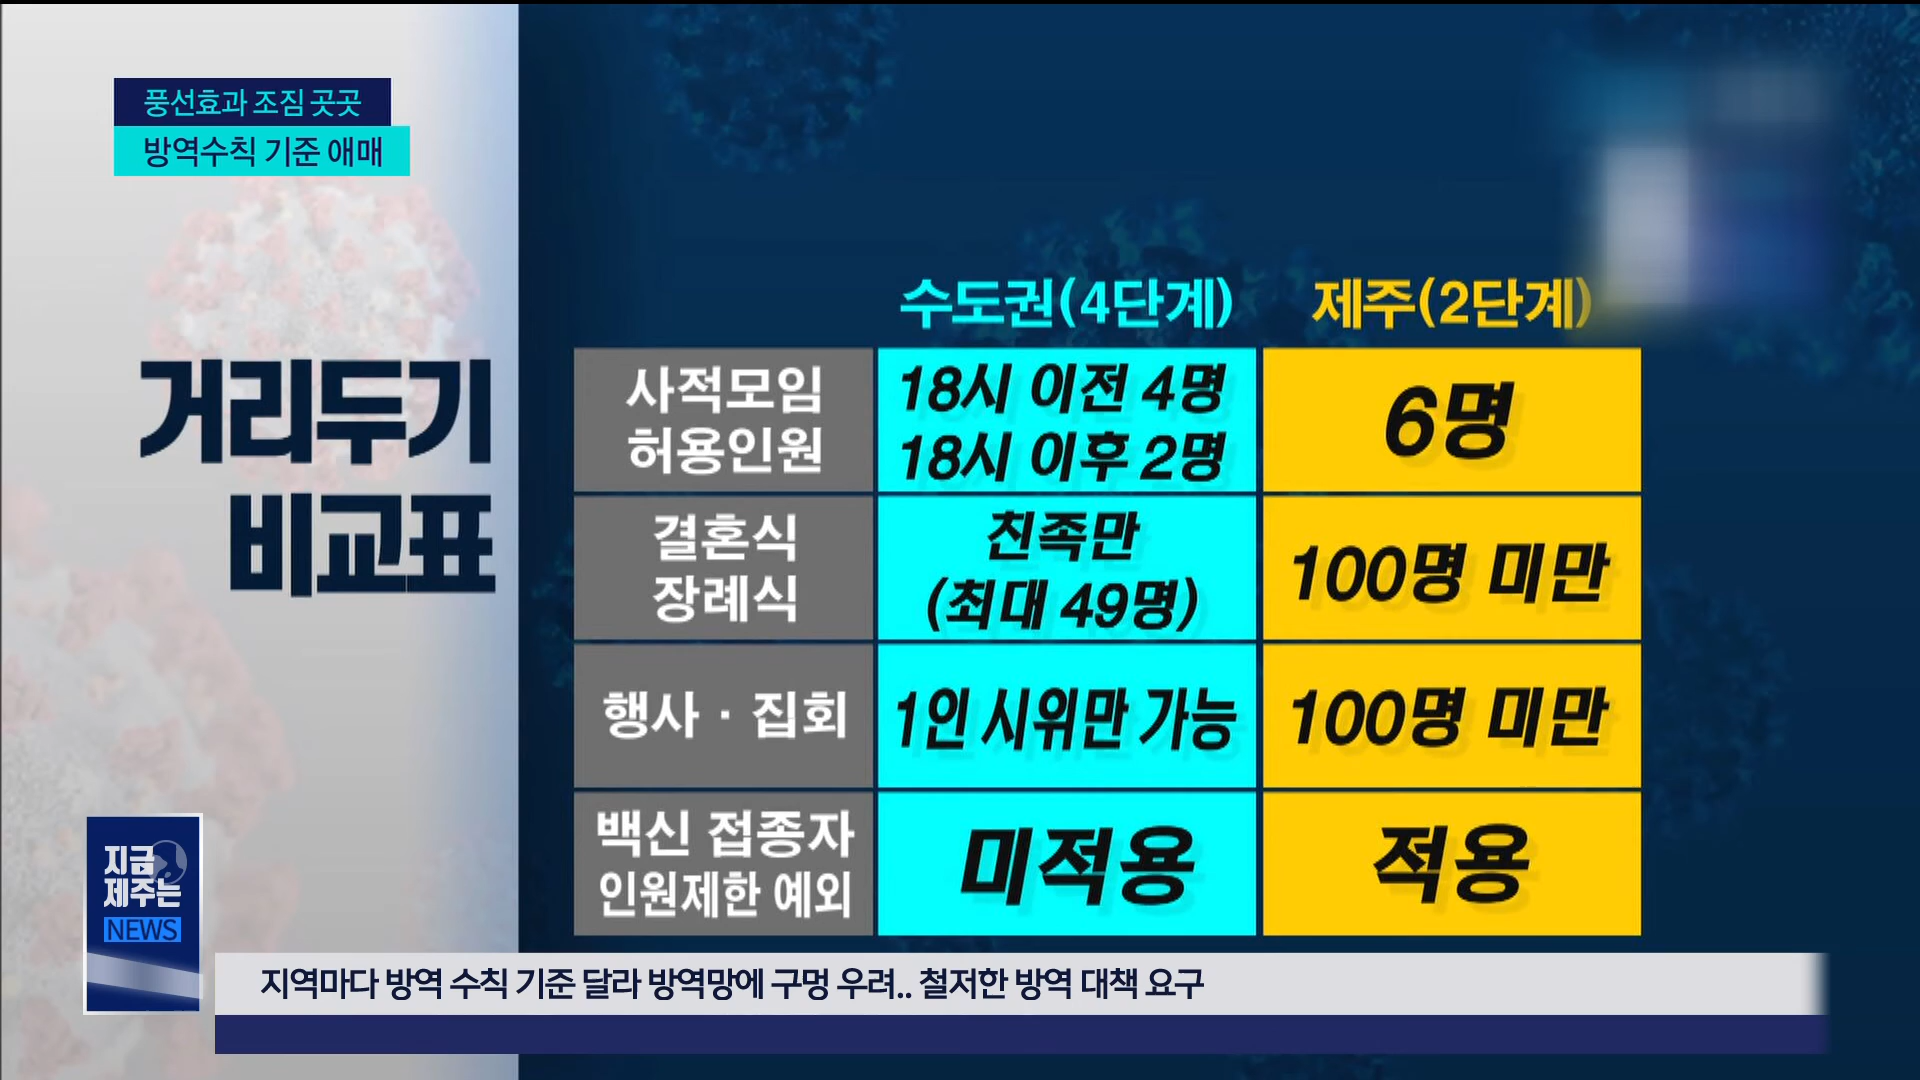 풍선효과 조짐 곳곳
방역수칙 기준 애매
거리두기
비교표
수도권(4단계) 제주(2단계)
사적모임
허용인원
18시 이전 4명
18시 이후 2명
6명
결혼식
장례식
친족만
(최대 49명)
100명 미만
행사·집회
1인 시위만 가능
100명 미만
백신 접종자
인원제한 예외
미적용
적용
지금
제주는
NEWS
지역마다 방역 수칙 기준 달라 방역망에 구멍 우려.. 철저한 방역 대책 요구